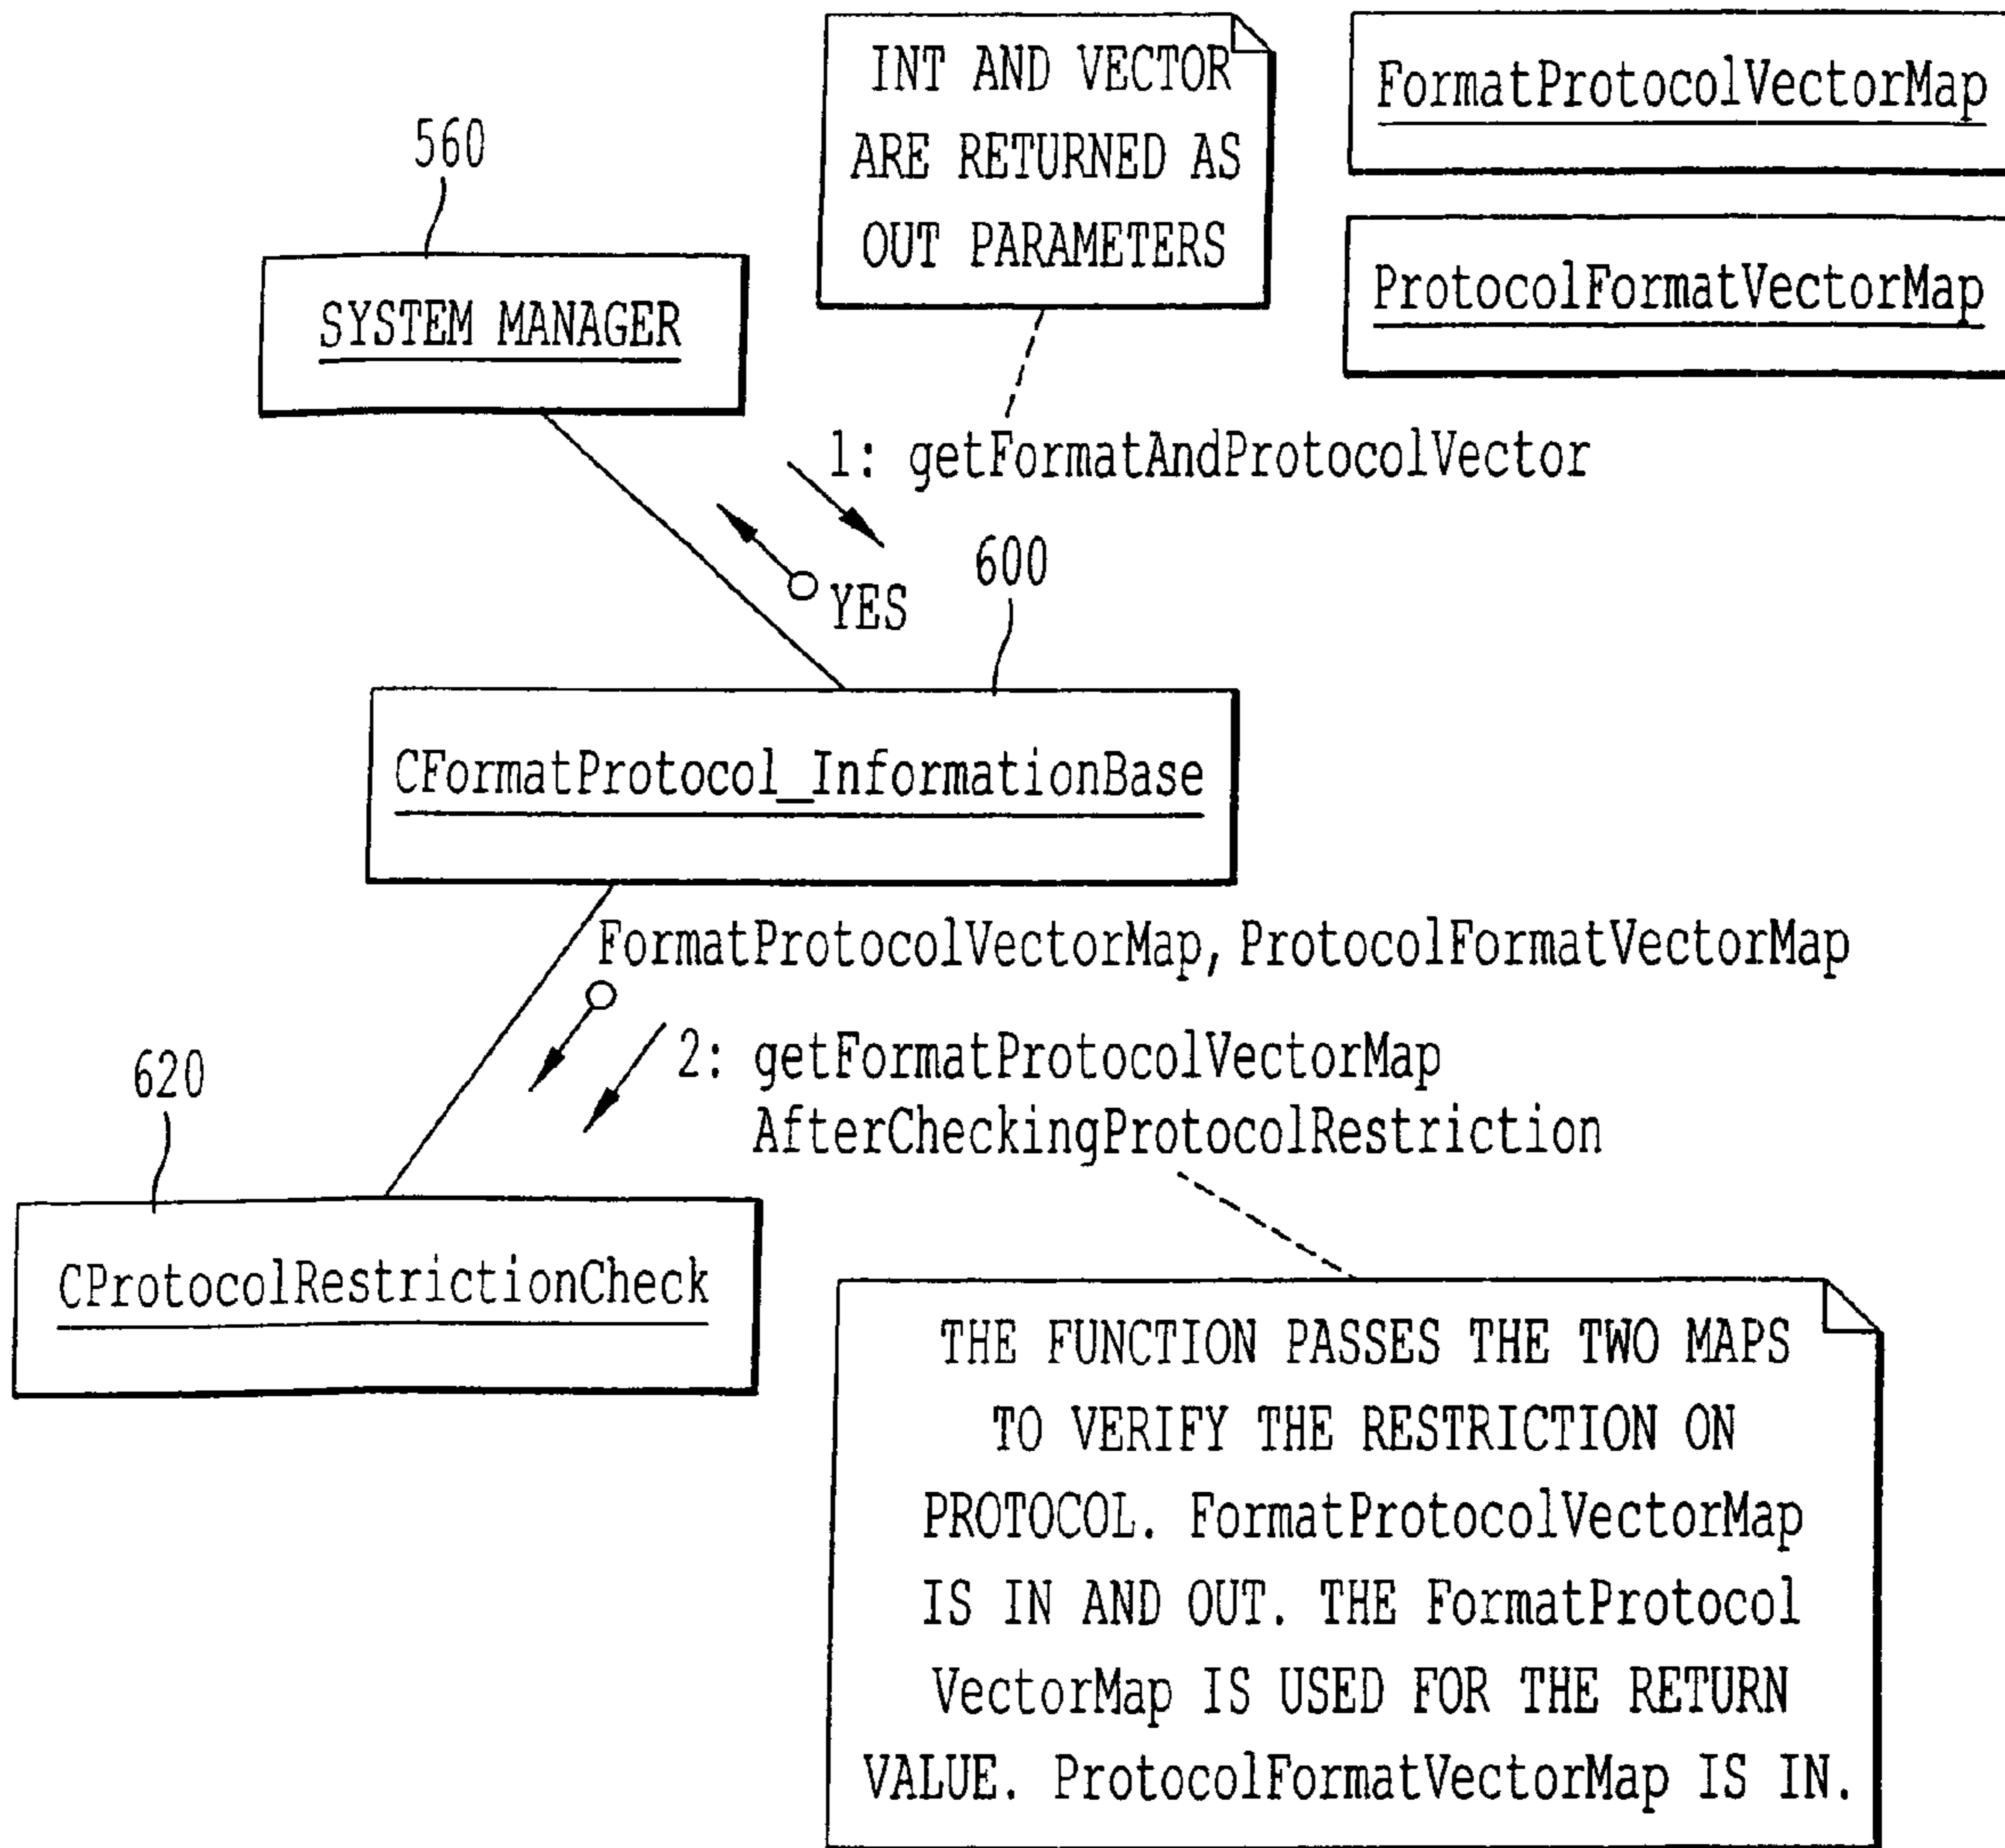 INT AND VECTOR
ARE RETURNED AS
OUT PARAMETERS
FormatProtocolVectorMap
ProtocolFormatVectorMap
560
SYSTEM MANAGER
1: getFormatAndProtocolVector
YES
600
CFormatProtocol_InformationBase
FormatProtocolVectorMap, ProtocolFormatVectorMap
2: getFormatProtocolVectorMap
AfterCheckingProtocolRestriction
620
CProtocolRestrictionCheck
THE FUNCTION PASSES THE TWO MAPS
TO VERIFY THE RESTRICTION ON
PROTOCOL. FormatProtocolVectorMap
IS IN AND OUT. THE FormatProtocol
VectorMap IS USED FOR THE RETURN
VALUE. ProtocolFormatVectorMap IS IN.